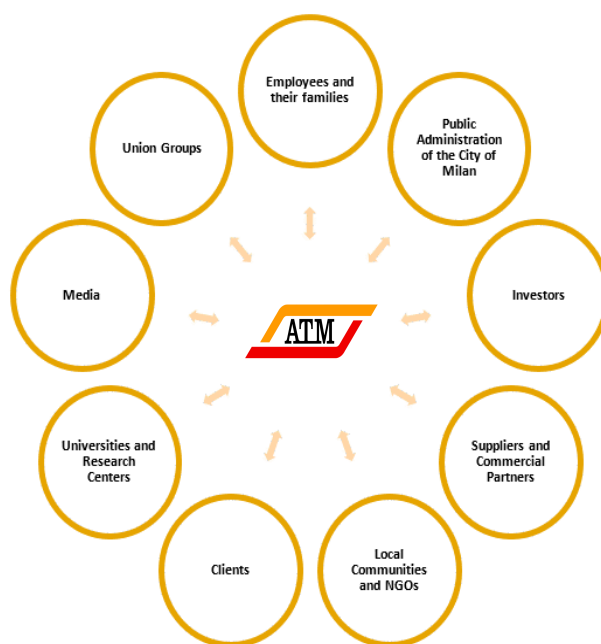 Employees and
their families
Public
Administration
of the City of
Milan
Investors
Suppliers and
Commercial
Partners
Local
Communities
and NGOs
Clients
Universities and
Research
Centers
Media
Union Groups
ATM